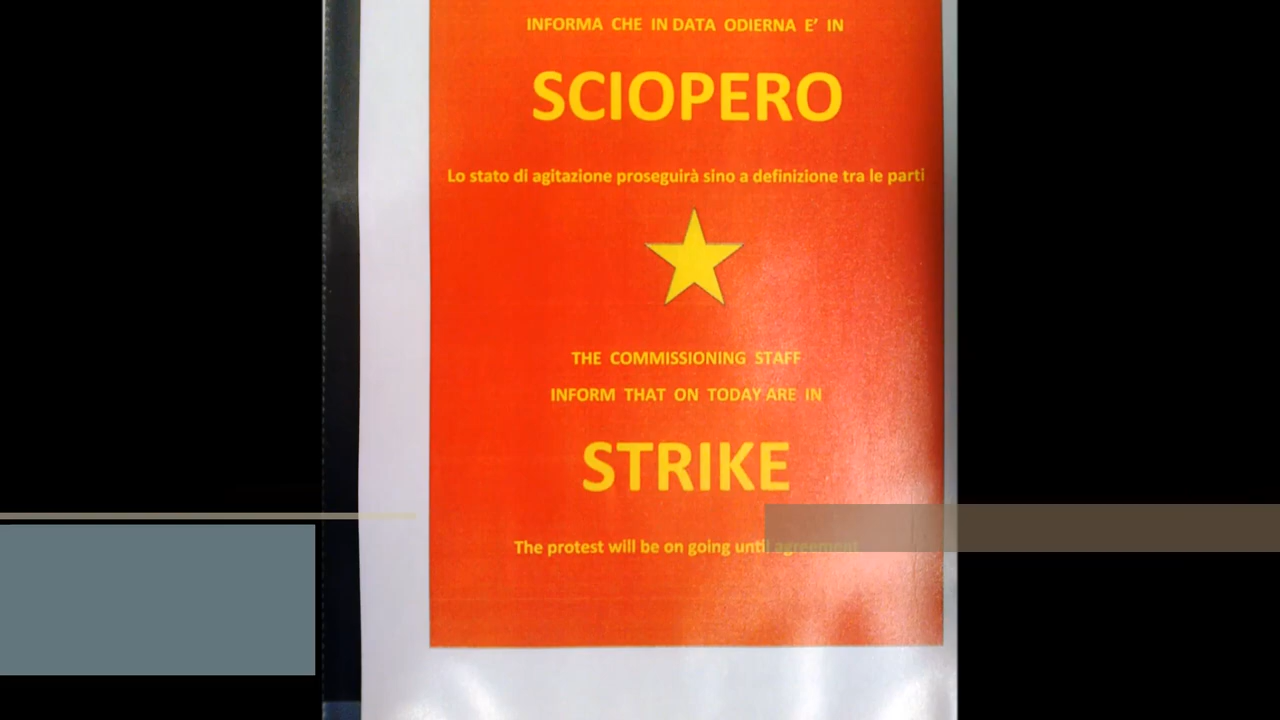 INFORMA CHE IN DATA ODIERNA E’ IN
SCIOPERO
Lo stato di agitazione proseguirà sino a definizione tra le parti
THE COMMISSIONING STAFF
INFORM THAT ON TODAY ARE IN
STRIKE
The protest will be on going until agreement